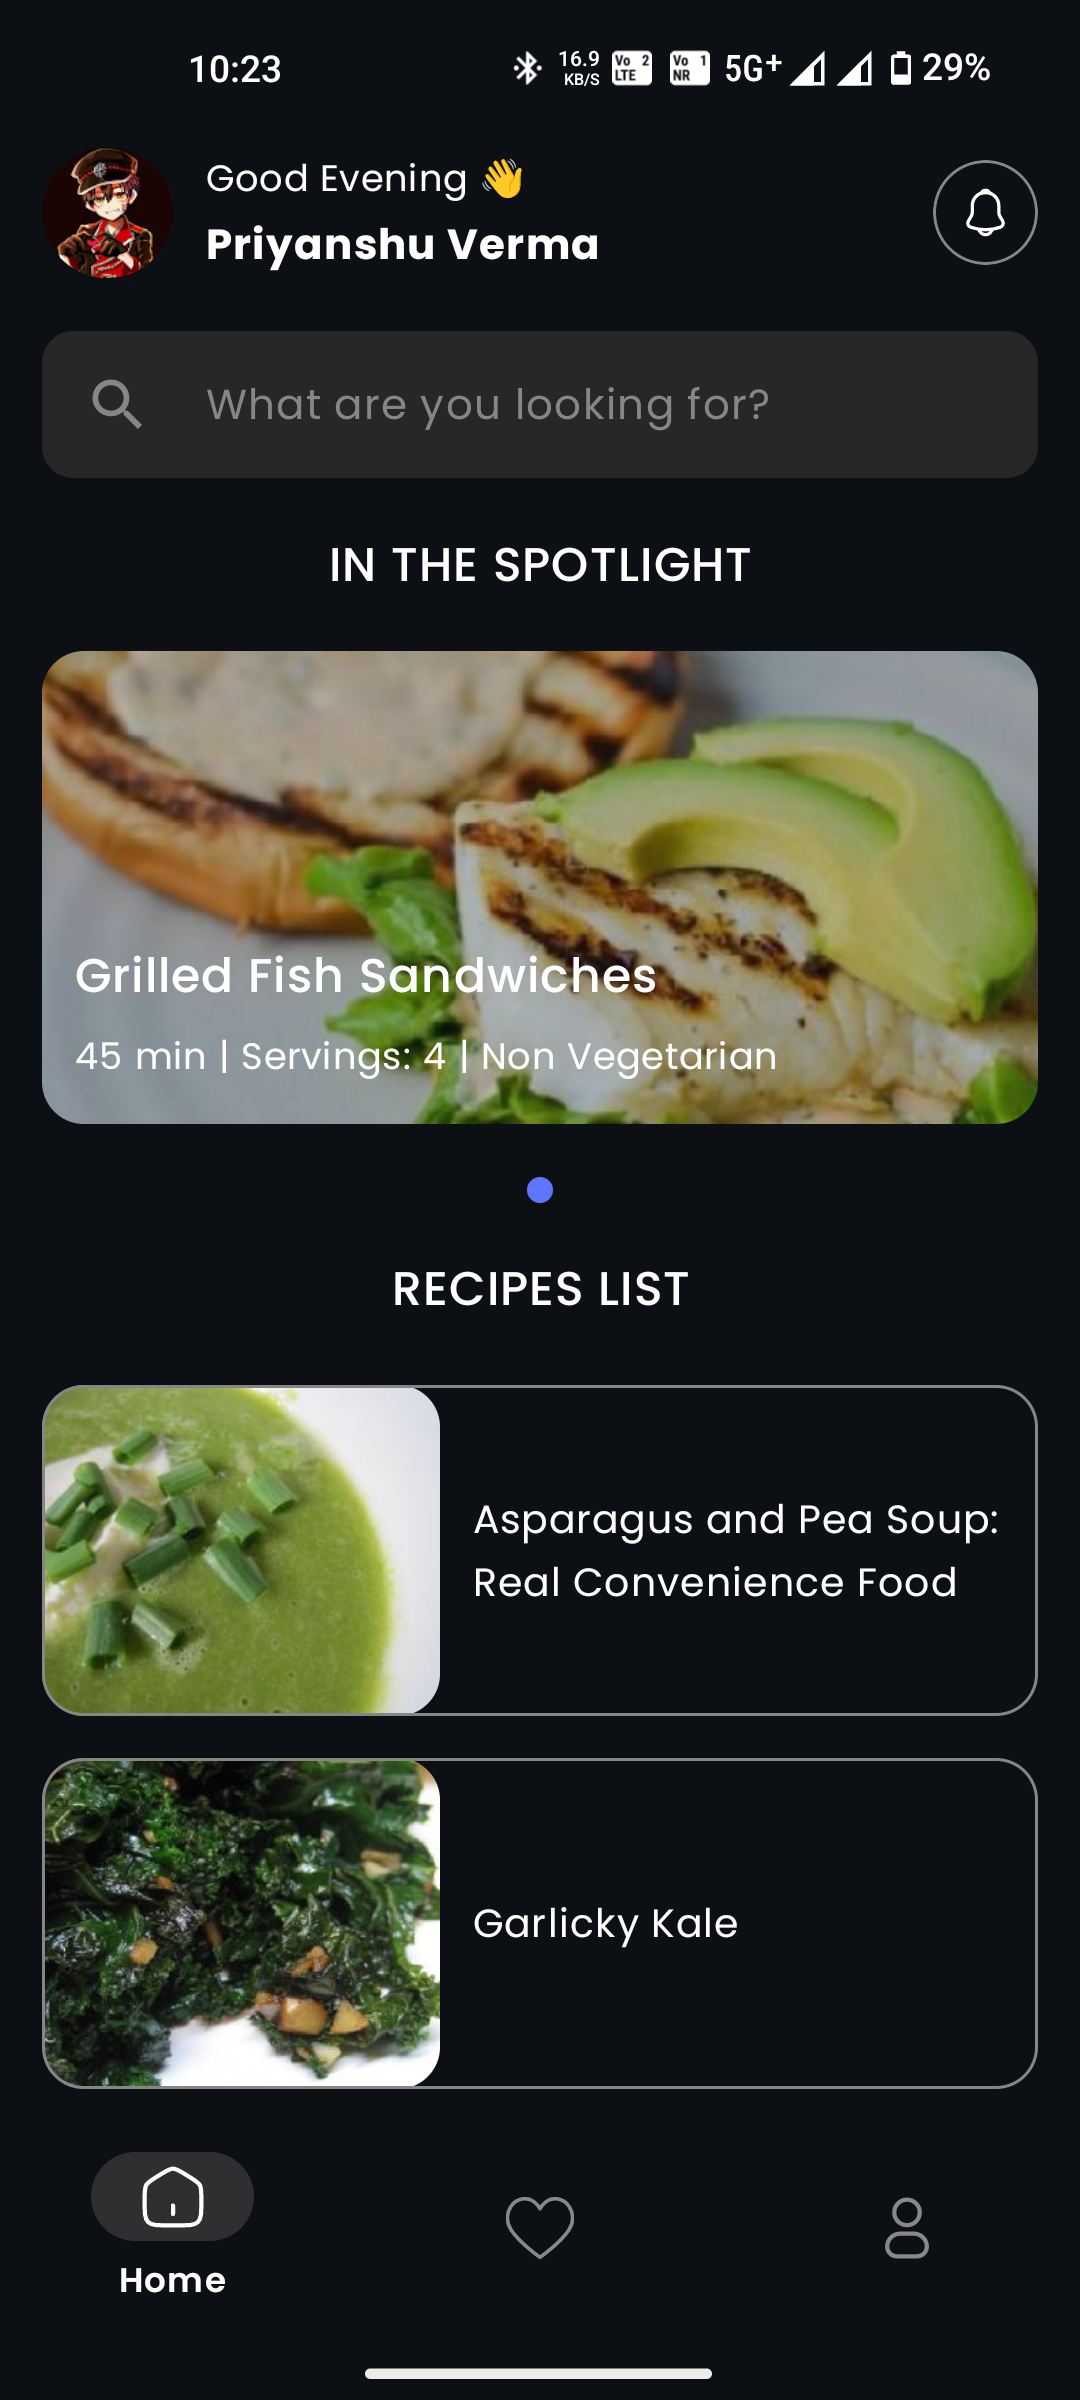 10:23
16.9 KB/S Vo LTE 2 Vo NR 1 5G+ 29%
Good Evening 👋
Priyanshu Verma
What are you looking for?
IN THE SPOTLIGHT
Grilled Fish Sandwiches
45 min | Servings: 4 | Non Vegetarian
RECIPES LIST
Asparagus and Pea Soup:
Real Convenience Food
Garlicky Kale
Home